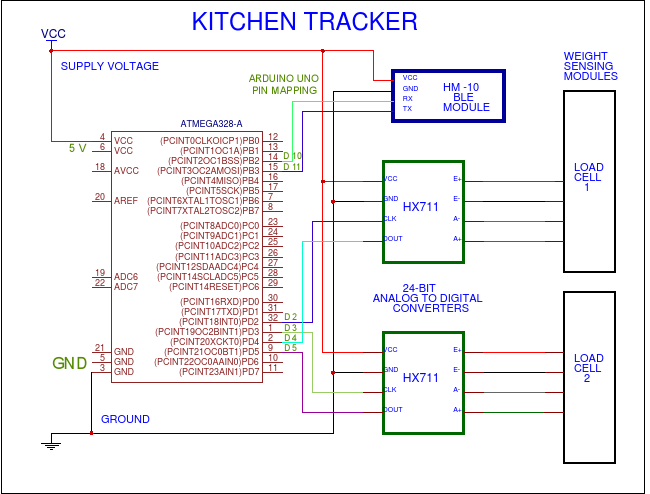 KITCHEN TRACKER
VCC
SUPPLY VOLTAGE
ARDUINO UNO
PIN MAPPING
VCC
GND
RX
TX
HM -10
BLE
MODULE
WEIGHT
SENSING
MODULES
ATMEGA328-A
5 V
4
6
18
20
19
22
21
5
3
VCC
VCC
AVCC
AREF
ADC6
ADC7
GND
GND
GND
GND
(PCINT0CLKOICP1)PB0 12
(PCINT1OC1A)PB1 13
(PCINT2OC1BSS)PB2 14 D 10
(PCINT3OC2AMOSI)PB3 15 D 11
(PCINT4MISO)PB4 16
(PCINT5SCK)PB5 17
(PCINT6XTAL1TOSC1)PB6 7
(PCINT7XTAL2TOSC2)PB7 8
(PCINT8ADC0)PC0 23
(PCINT9ADC1)PC1 24
(PCINT10ADC2)PC2 25
(PCINT11ADC3)PC3 26
(PCINT12SDAADC4)PC4 27
(PCINT14SCLADC5)PC5 28
(PCINT14RESET)PC6 29
(PCINT16RXD)PD0 30
(PCINT17TXD)PD1 31
(PCINT18INT0)PD2 32 D 2
(PCINT19OC2BINT1)PD3 1 D 3
(PCINT20XCKT0)PD4 2 D 4
(PCINT21OC0BT1)PD5 9 D 5
(PCINT22OC0AAIN0)PD6 10
(PCINT23AIN1)PD7 11
VCC
GND
CLK
DOUT
HX711
E+
E-
A-
A+
LOAD
CELL
1
24-BIT
ANALOG TO DIGITAL
CONVERTERS
VCC
GND
CLK
DOUT
HX711
E+
E-
A-
A+
LOAD
CELL
2
GROUND